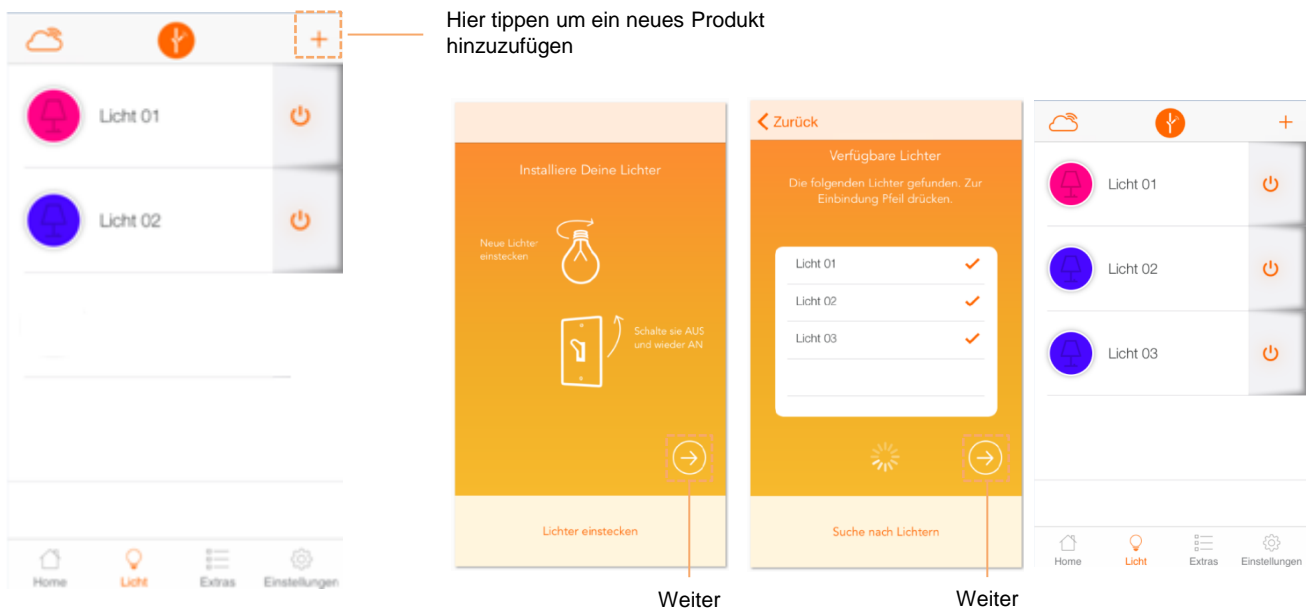 Hier tippen um ein neues Produkt
hinzuzufügen
Licht 01
Licht 02
Home
Licht
Extras
Einstellungen
Installiere Deine Lichter
Neue Lichter
einstecken
Schalte sie AUS
und wieder AN
Lichter einstecken
Weiter
Zurück
Verfügbare Lichter
Die folgenden Lichter gefunden. Zur
Einbindung Pfeil drücken.
Licht 01
Licht 02
Licht 03
Suche nach Lichtern
Weiter
Licht 01
Licht 02
Licht 03
Home
Licht
Extras
Einstellungen